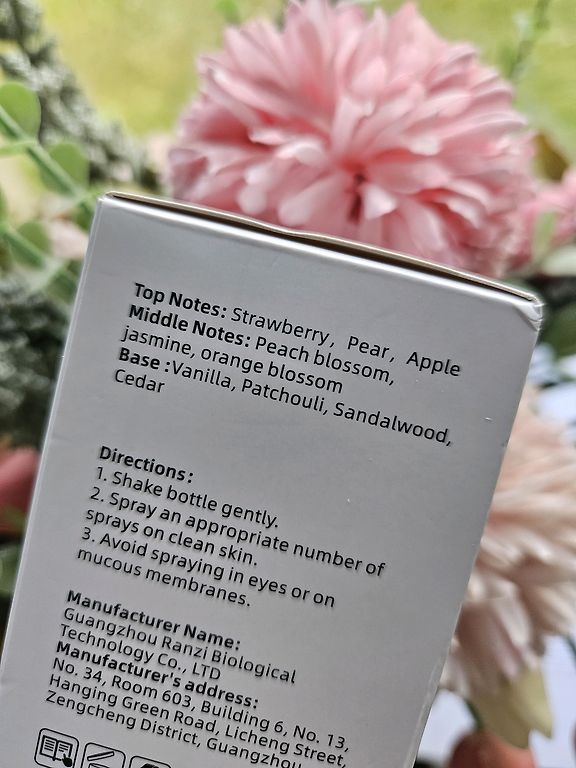 Top Notes: Strawberry, Pear, Apple
Middle Notes: Peach blossom,
jasmine, orange blossom
Base :Vanilla, Patchouli, Sandalwood,
Cedar
Directions:
1. Shake bottle gently.
2. Spray an appropriate number of
sprays on clean skin.
3. Avoid spraying in eyes or on
mucous membranes.
Manufacturer Name:
Guangzhou Ranzi Biological
Technology Co., LTD
Manufacturer's address:
No. 34, Room 603, Building 6, No. 13,
Hanging Green Road, Licheng Street,
Zengcheng District, Guangzhou